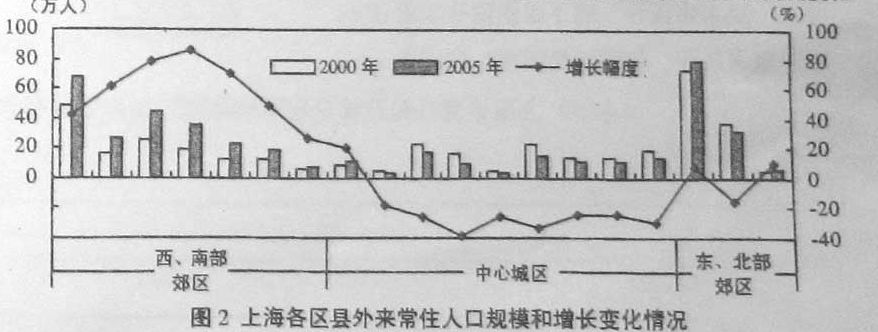 (万人)
(%)
100
80
60
40
20
0
2000年
2005年
增长幅度
100
80
60
40
20
0
-20
-40
西、南部
郊区
中心城区
东、北部
郊区
图2 上海各区县外来常住人口规模和增长变化情况